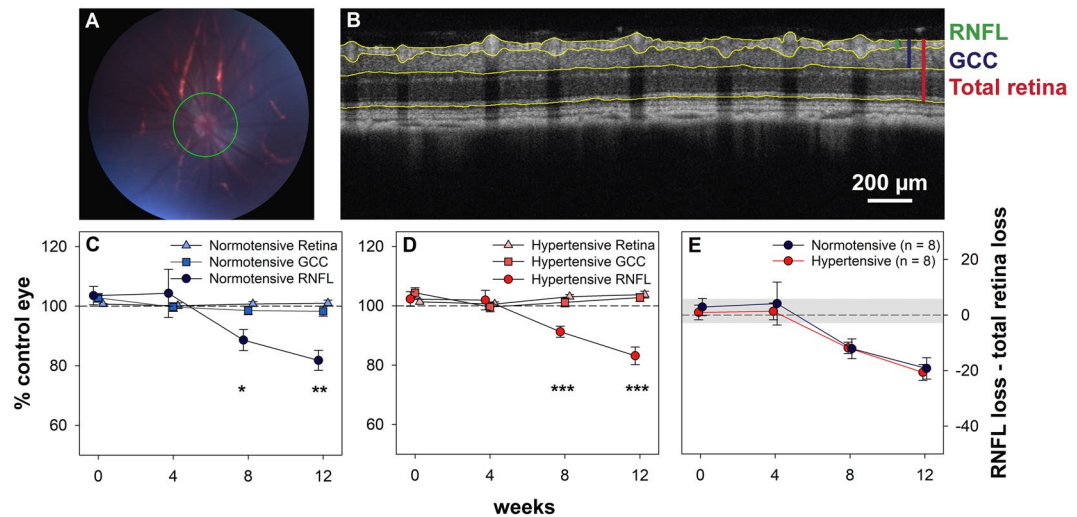 A
B
RNFL
GCC
Total retina
200 µm
C
Normotensive Retina
Normotensive GCC
Normotensive RNFL
D
Hypertensive Retina
Hypertensive GCC
Hypertensive RNFL
E
Normotensive (n = 8)
Hypertensive (n = 8)
% control eye
120
100
80
60
*
**
0
4
8
12
120
100
80
60
***
***
0
4
8
12
20
0
-20
-40
0
4
8
12
RNFL loss - total retina loss
weeks